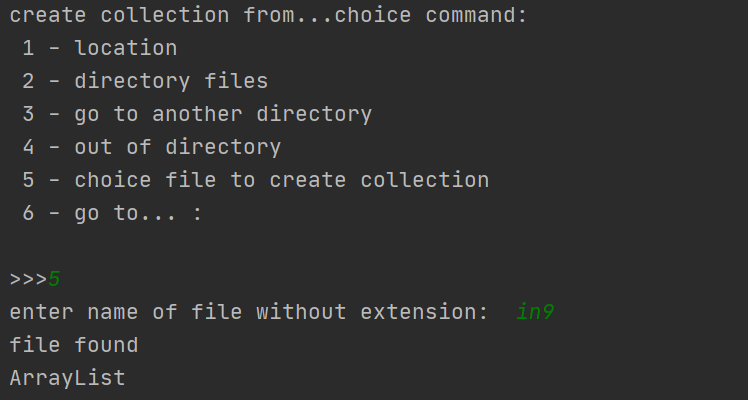 create collection from...choice command:
1 - location
2 - directory files
3 - go to another directory
4 - out of directory
5 - choice file to create collection
6 - go to... :
>>>5
enter name of file without extension:  in9
file found
ArrayList